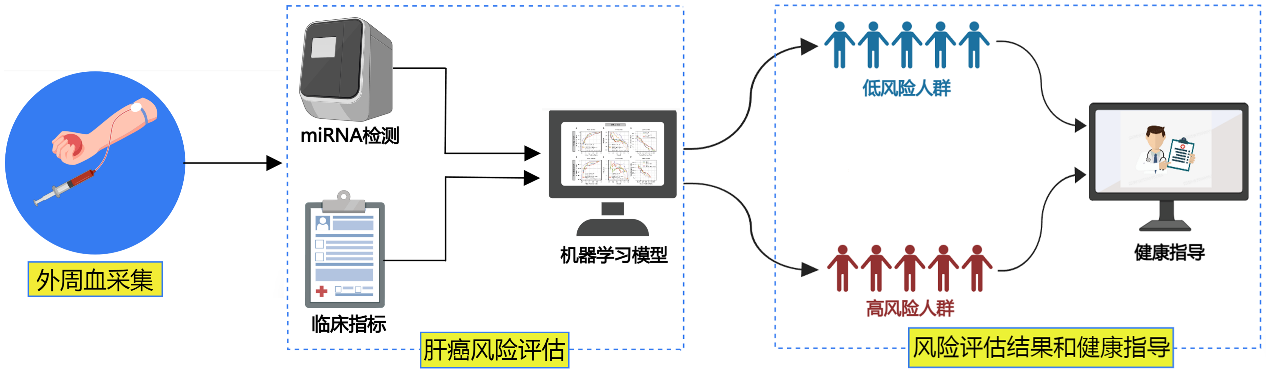 外周血采集
miRNA检测
临床指标
机器学习模型
肝癌风险评估
低风险人群
高风险人群
健康指导
风险评估结果和健康指导